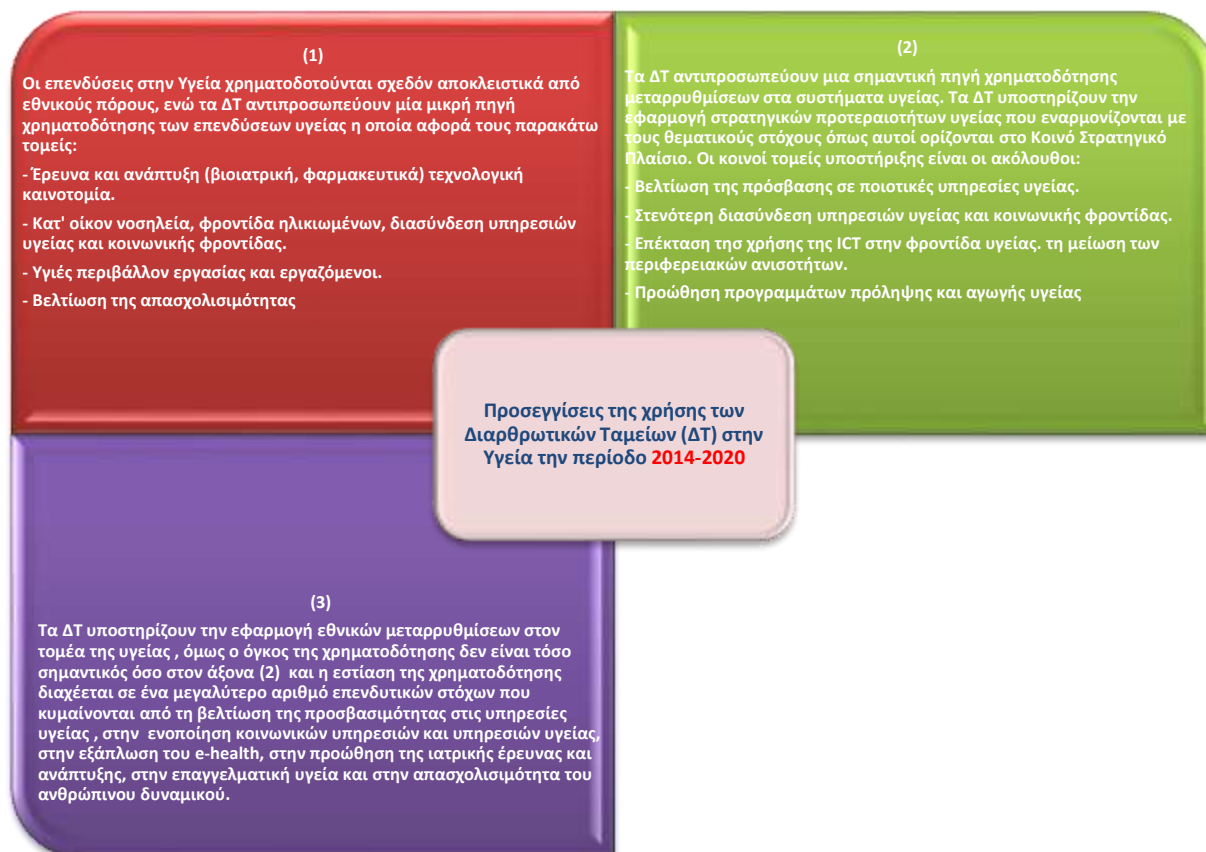 (1)
Οι επενδύσεις στην Υγεία χρηματοδοτούνται σχεδόν αποκλειστικά από
εθνικούς πόρους, ενώ τα ΔΤ αντιπροσωπεύουν μία μικρή πηγή
χρηματοδότησης των επενδύσεων υγείας η οποία αφορά τους παρακάτω
τομείς:
- Έρευνα και ανάπτυξη (βιοιατρική, φαρμακευτικά) τεχνολογική
καινοτομία.
- Κατ' οίκον νοσηλεία, φροντίδα ηλικιωμένων, διασύνδεση υπηρεσιών
υγείας και κοινωνικής φροντίδας.
- Υγιές περιβάλλον εργασίας και εργαζόμενοι.
- Βελτίωση της απασχολισιμότητας
(2)
Τα ΔΤ αντιπροσωπεύουν μια σημαντική πηγή χρηματοδότησης
μεταρρυθμίσεων στα συστήματα υγείας. Τα ΔΤ υποστηρίζουν την
εφαρμογή στρατηγικών προτεραιοτήτων υγείας που εναρμονίζονται με
τους θεματικούς στόχους όπως αυτοί ορίζονται στο Κοινό Στρατηγικό
Πλαίσιο. Οι κοινοί τομείς υποστήριξης είναι οι ακόλουθοι:
- Βελτίωση της πρόσβασης σε ποιοτικές υπηρεσίες υγείας.
- Στενότερη διασύνδεση υπηρεσιών υγείας και κοινωνικής φροντίδας.
- Επέκταση τησ χρήσης της ICT στην φροντίδα υγείας. τη μείωση των
περιφερειακών ανισοτήτων.
- Προώθηση προγραμμάτων πρόληψης και αγωγής υγείας
Προσεγγίσεις της χρήσης των
Διαρθρωτικών Ταμείων (ΔΤ) στην
Υγεία την περίοδο 2014-2020
(3)
Τα ΔΤ υποστηρίζουν την εφαρμογή εθνικών μεταρρυθμίσεων στον
τομέα της υγείας , όμως ο όγκος της χρηματοδότησης δεν είναι τόσο
σημαντικός όσο στον άξονα (2) και η εστίαση της χρηματοδότησης
διαχέεται σε ένα μεγαλύτερο αριθμό επενδυτικών στόχων που
κυμαίνονται από τη βελτίωση της προσβασιμότητας στις υπηρεσίες
υγείας , στην ενοποίηση κοινωνικών υπηρεσιών και υπηρεσιών υγείας,
στην εξάπλωση του e-health, στην προώθηση της ιατρικής έρευνας και
ανάπτυξης, στην επαγγελματική υγεία και στην απασχολισιμότητα του
ανθρώπινου δυναμικού.